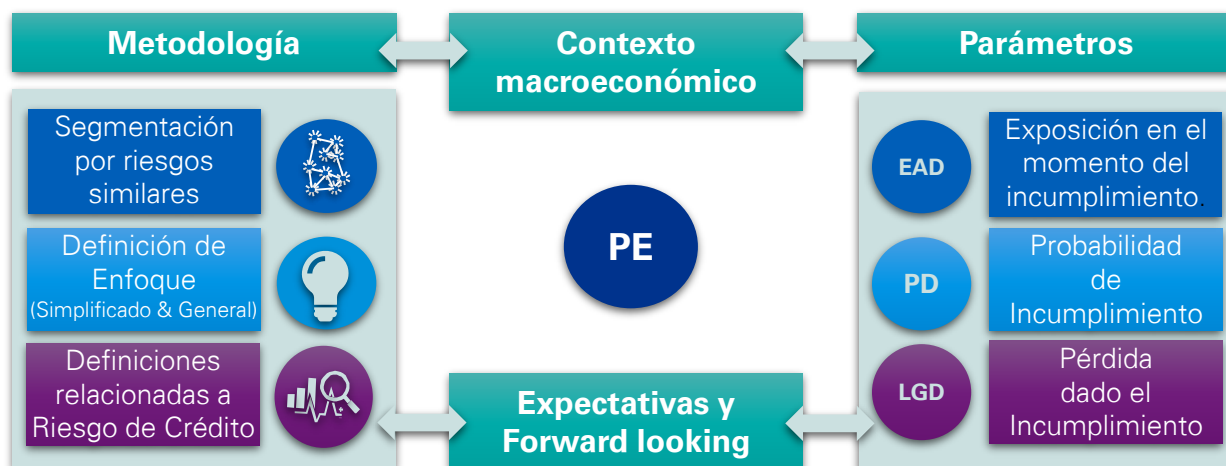 Metodología
Contexto
macroeconómico
Parámetros
Segmentación
por riesgos
similares
Definición de
Enfoque
(Simplificado & General)
Definiciones
relacionadas a
Riesgo de Crédito
PE
Expectativas y
Forward looking
EAD
Exposición en el
momento del
incumplimiento.
PD
Probabilidad
de
Incumplimiento
LGD
Pérdida
dado el
Incumplimiento